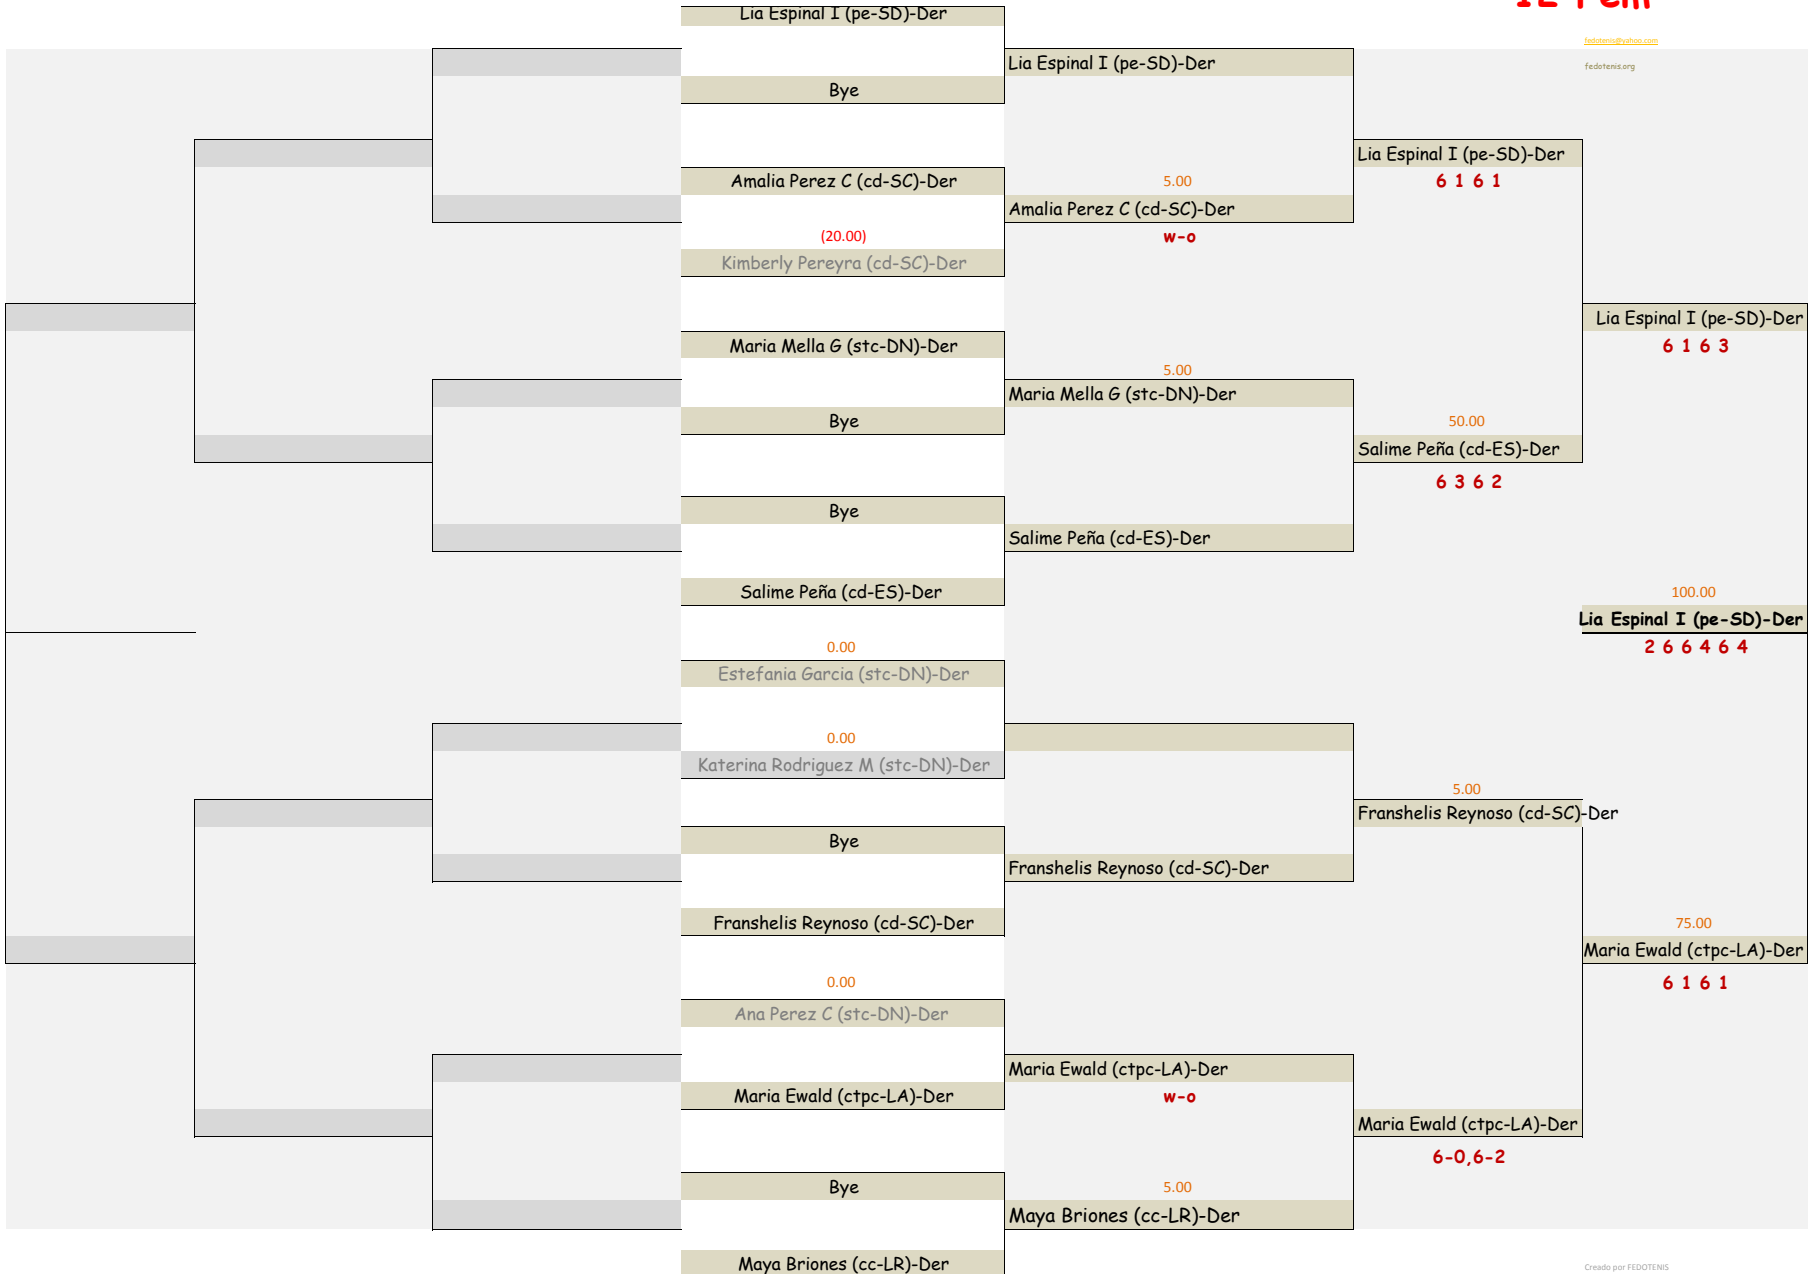 12 Fem
fedotenis@yahoo.com
fedotenis.org
Lia Espinal I (pe-SD)-Der
Bye
Amalia Perez C (cd-SC)-Der
(20.00)
Kimberly Pereyra (cd-SC)-Der
Maria Mella G (stc-DN)-Der
Bye
Bye
Salime Peña (cd-ES)-Der
0.00
Estefania Garcia (stc-DN)-Der
0.00
Katerina Rodriguez M (stc-DN)-Der
Bye
Franshelis Reynoso (cd-SC)-Der
0.00
Ana Perez C (stc-DN)-Der
Maria Ewald (ctpc-LA)-Der
Bye
Maya Briones (cc-LR)-Der
Lia Espinal I (pe-SD)-Der
5.00
Amalia Perez C (cd-SC)-Der
w-o
5.00
Maria Mella G (stc-DN)-Der
Salime Peña (cd-ES)-Der
Franshelis Reynoso (cd-SC)-Der
Maria Ewald (ctpc-LA)-Der
w-o
5.00
Maya Briones (cc-LR)-Der
Lia Espinal I (pe-SD)-Der
6 1 6 1
50.00
Salime Peña (cd-ES)-Der
6 3 6 2
5.00
Franshelis Reynoso (cd-SC)-Der
Maria Ewald (ctpc-LA)-Der
6-0,6-2
Lia Espinal I (pe-SD)-Der
6 1 6 3
100.00
Lia Espinal I (pe-SD)-Der
2 6 6 4 6 4
75.00
Maria Ewald (ctpc-LA)-Der
6 1 6 1
Creado por FEDOTENIS